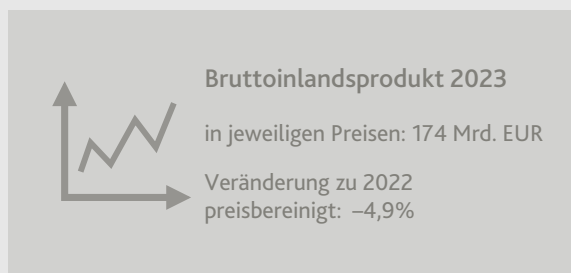 Bruttoinlandsprodukt 2023
in jeweiligen Preisen: 174 Mrd. EUR
Veränderung zu 2022
preisbereinigt: –4,9%